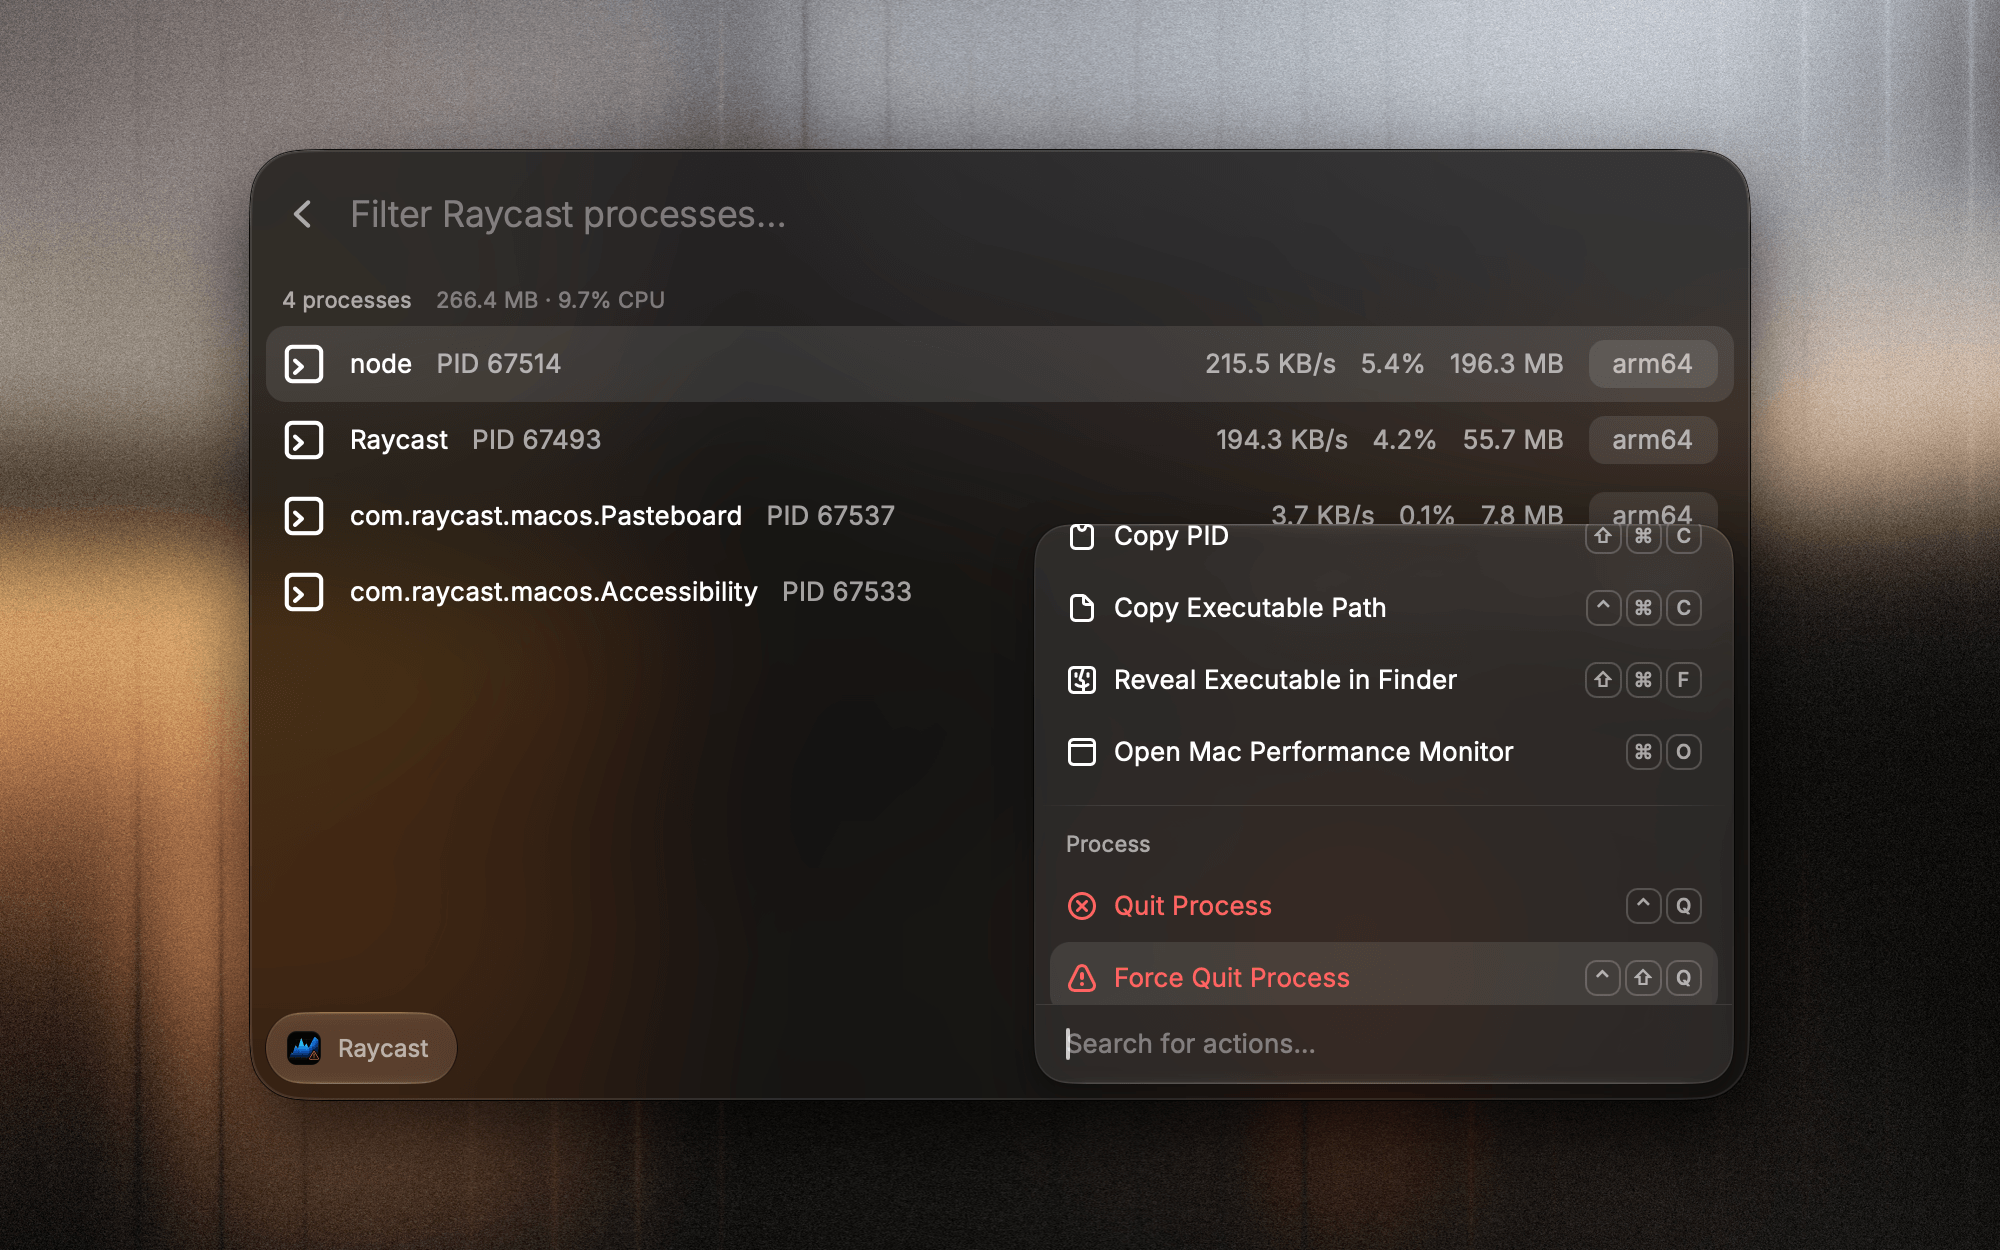 Filter Raycast processes...
4 processes 266.4 MB · 9.7% CPU
node PID 67514 215.5 KB/s 5.4% 196.3 MB arm64
Raycast PID 67493 194.3 KB/s 4.2% 55.7 MB arm64
com.raycast.macos.Pasteboard PID 67537 3.7 KB/s 0.1% 7.8 MB arm64
com.raycast.macos.Accessibility PID 67533
Copy PID ⇧ ⌘ C
Copy Executable Path ^ ⌘ C
Reveal Executable in Finder ⇧ ⌘ F
Open Mac Performance Monitor ⌘ O
Process
Quit Process ^ Q
Force Quit Process ^ ⇧ Q
Search for actions...
Raycast